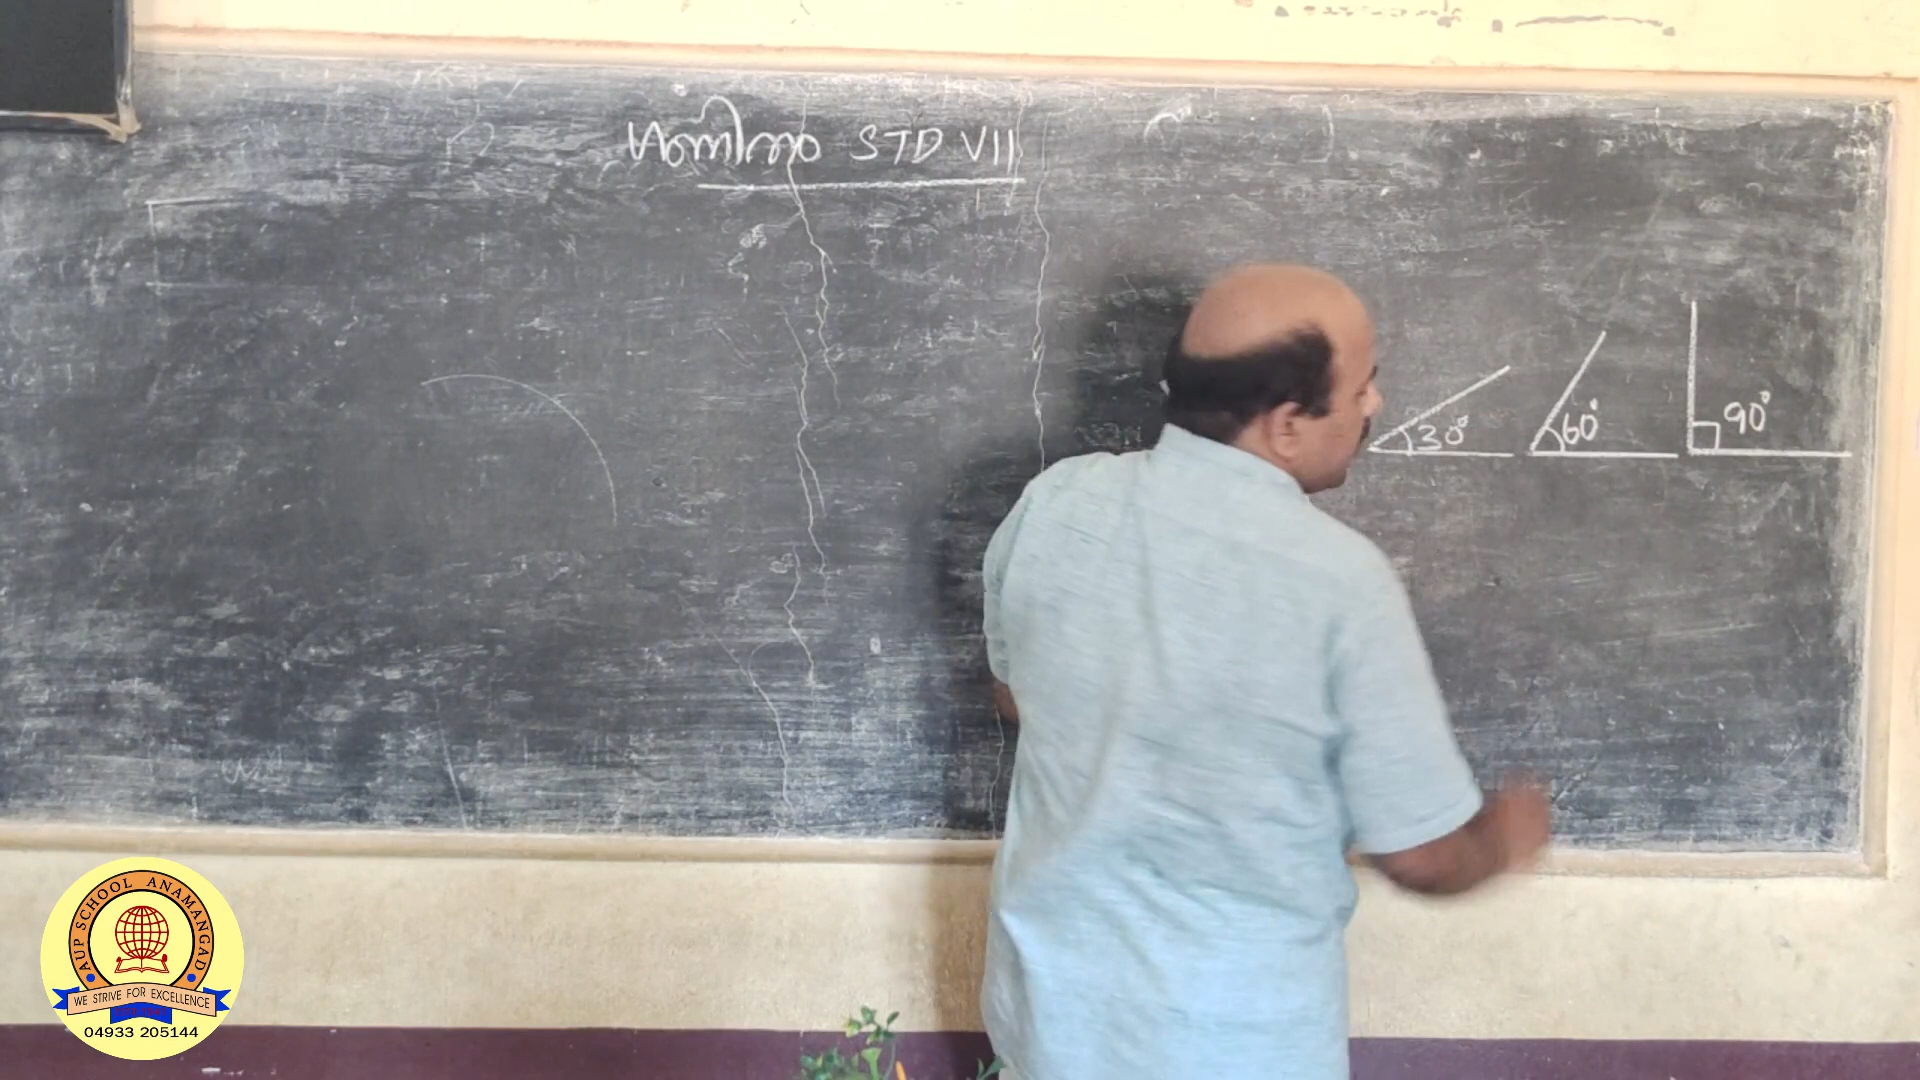 ഗണിതം STD VII
30°
60°
90°
AUP SCHOOL ANAMANGAD
WE STRIVE FOR EXCELLENCE
04933 205144